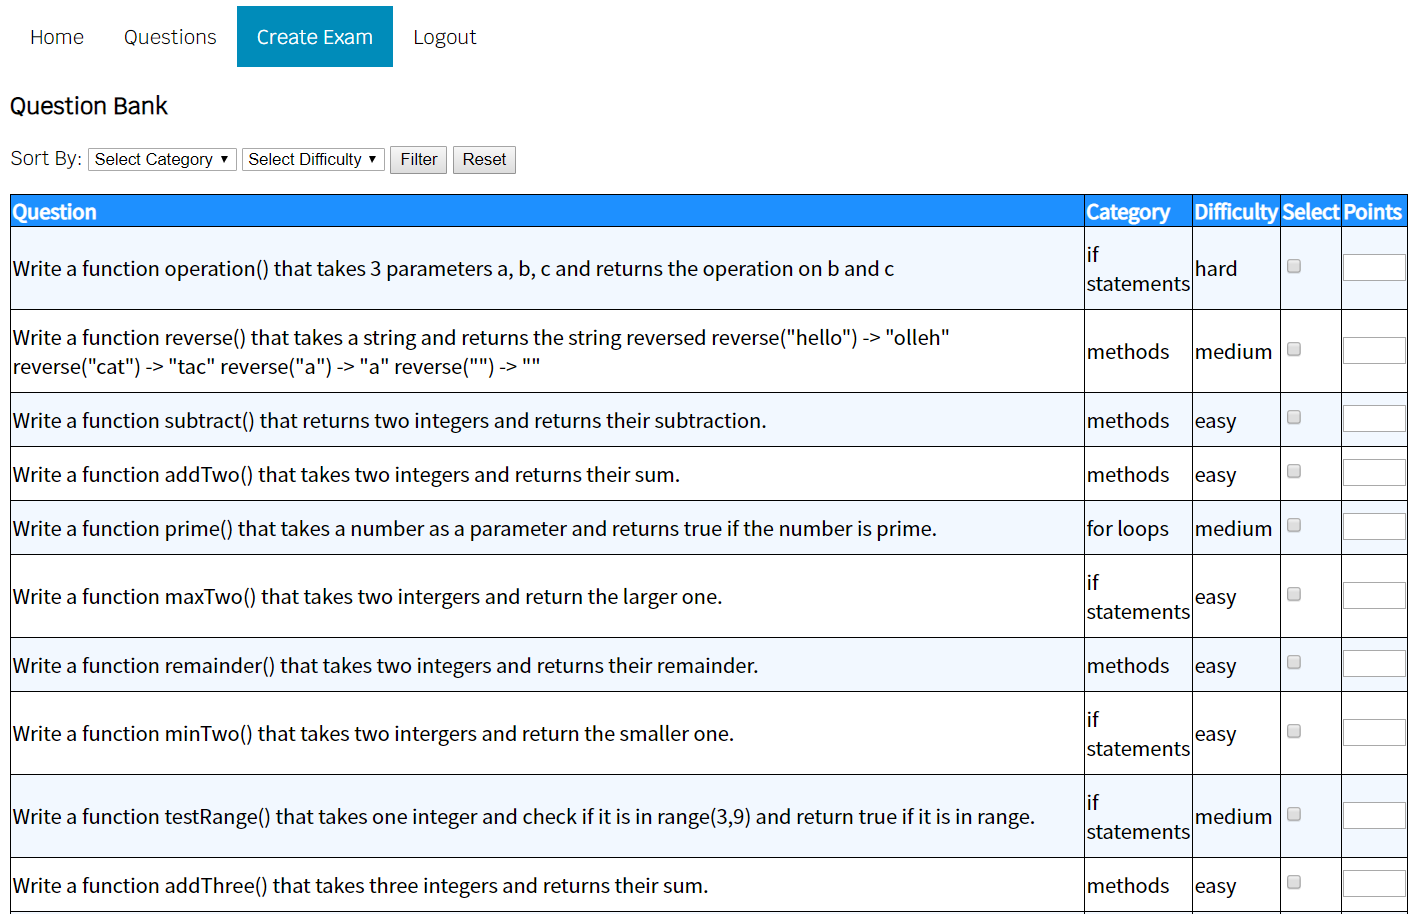 Home Questions Create Exam Logout
Question Bank
Sort By: Select Category Select Difficulty Filter Reset
Question Category Difficulty Select Points
Write a function operation() that takes 3 parameters a, b, c and returns the operation on b and c if statements hard
Write a function reverse() that takes a string and returns the string reversed reverse("hello") -> "olleh"
reverse("cat") -> "tac" reverse("a") -> "a" reverse("") -> "" methods medium
Write a function subtract() that returns two integers and returns their subtraction. methods easy
Write a function addTwo() that takes two integers and returns their sum. methods easy
Write a function prime() that takes a number as a parameter and returns true if the number is prime. for loops medium
Write a function maxTwo() that takes two intergers and return the larger one. if statements easy
Write a function remainder() that takes two integers and returns their remainder. methods easy
Write a function minTwo() that takes two intergers and return the smaller one. if statements easy
Write a function testRange() that takes one integer and check if it is in range(3,9) and return true if it is in range. if statements medium
Write a function addThree() that takes three integers and returns their sum. methods easy